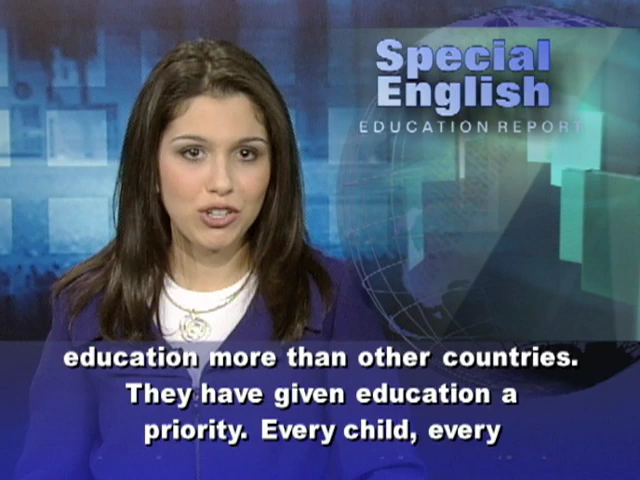 Special
English
EDUCATION REPORT
education more than other countries.
They have given education a
priority. Every child, every